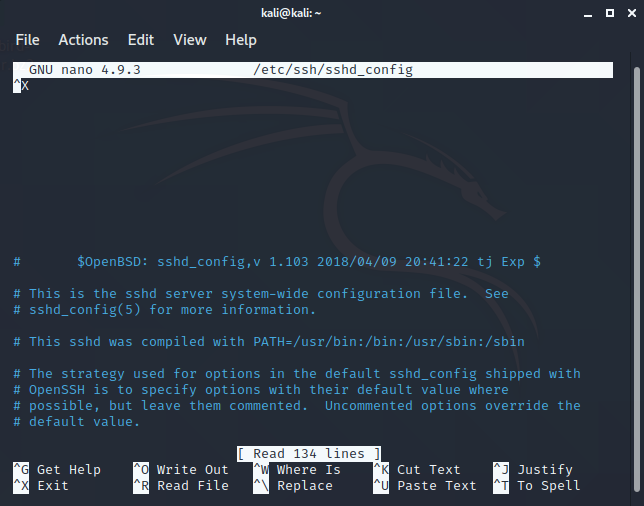 kali@kali: ~
File Actions Edit View Help
GNU nano 4.9.3 /etc/ssh/sshd_config
^X
# $OpenBSD: sshd_config,v 1.103 2018/04/09 20:41:22 tj Exp $
# This is the sshd server system-wide configuration file. See
# sshd_config(5) for more information.
# This sshd was compiled with PATH=/usr/bin:/bin:/usr/sbin:/sbin
# The strategy used for options in the default sshd_config shipped with
# OpenSSH is to specify options with their default value where
# possible, but leave them commented. Uncommented options override the
# default value.
[ Read 134 lines ]
^G Get Help ^O Write Out ^W Where Is ^K Cut Text ^J Justify
^X Exit ^R Read File ^\ Replace ^U Paste Text ^T To Spell